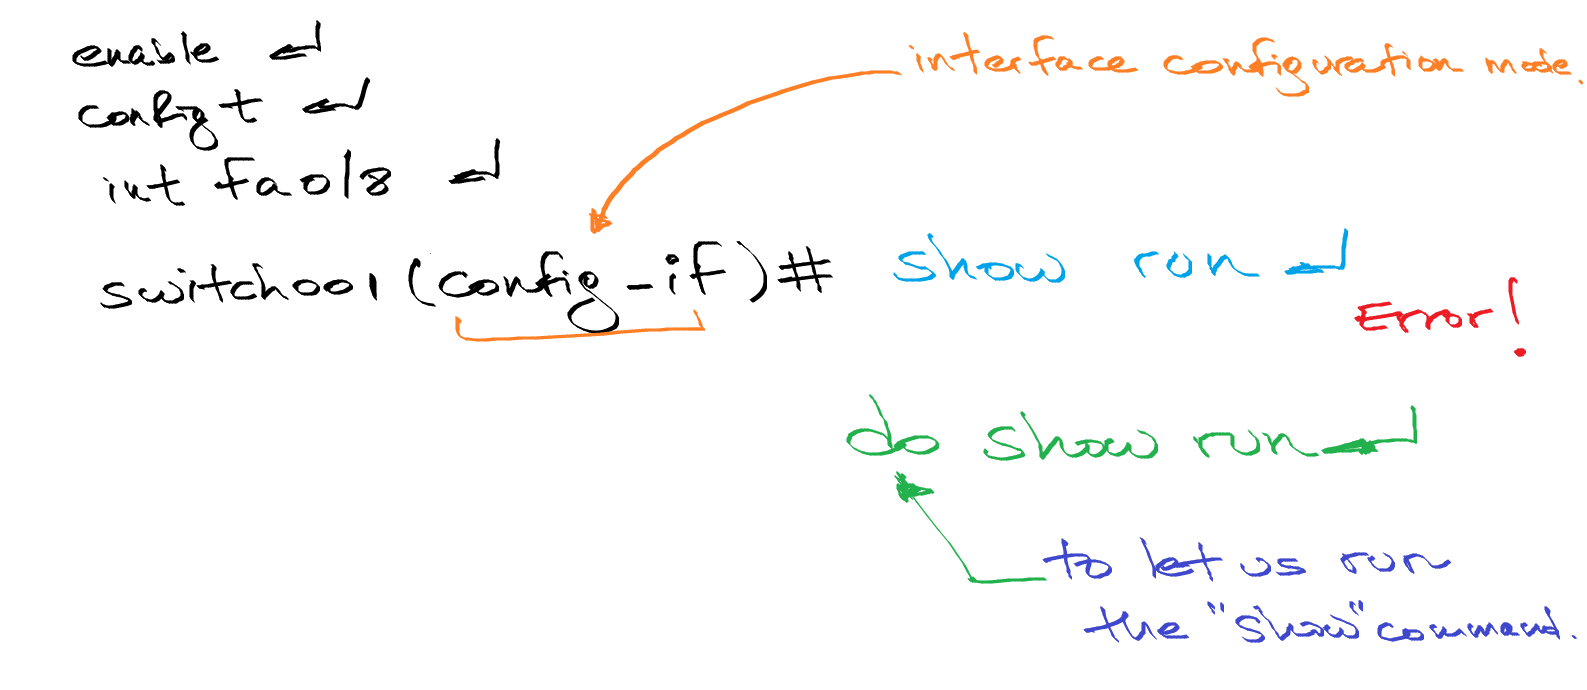 enable ↵
config t ↵
int fa0/8 ↵
interface configuration mode.
switch001(config-if)# show run ↵
Error!
do show run ↵
to let us run
the "show" command.